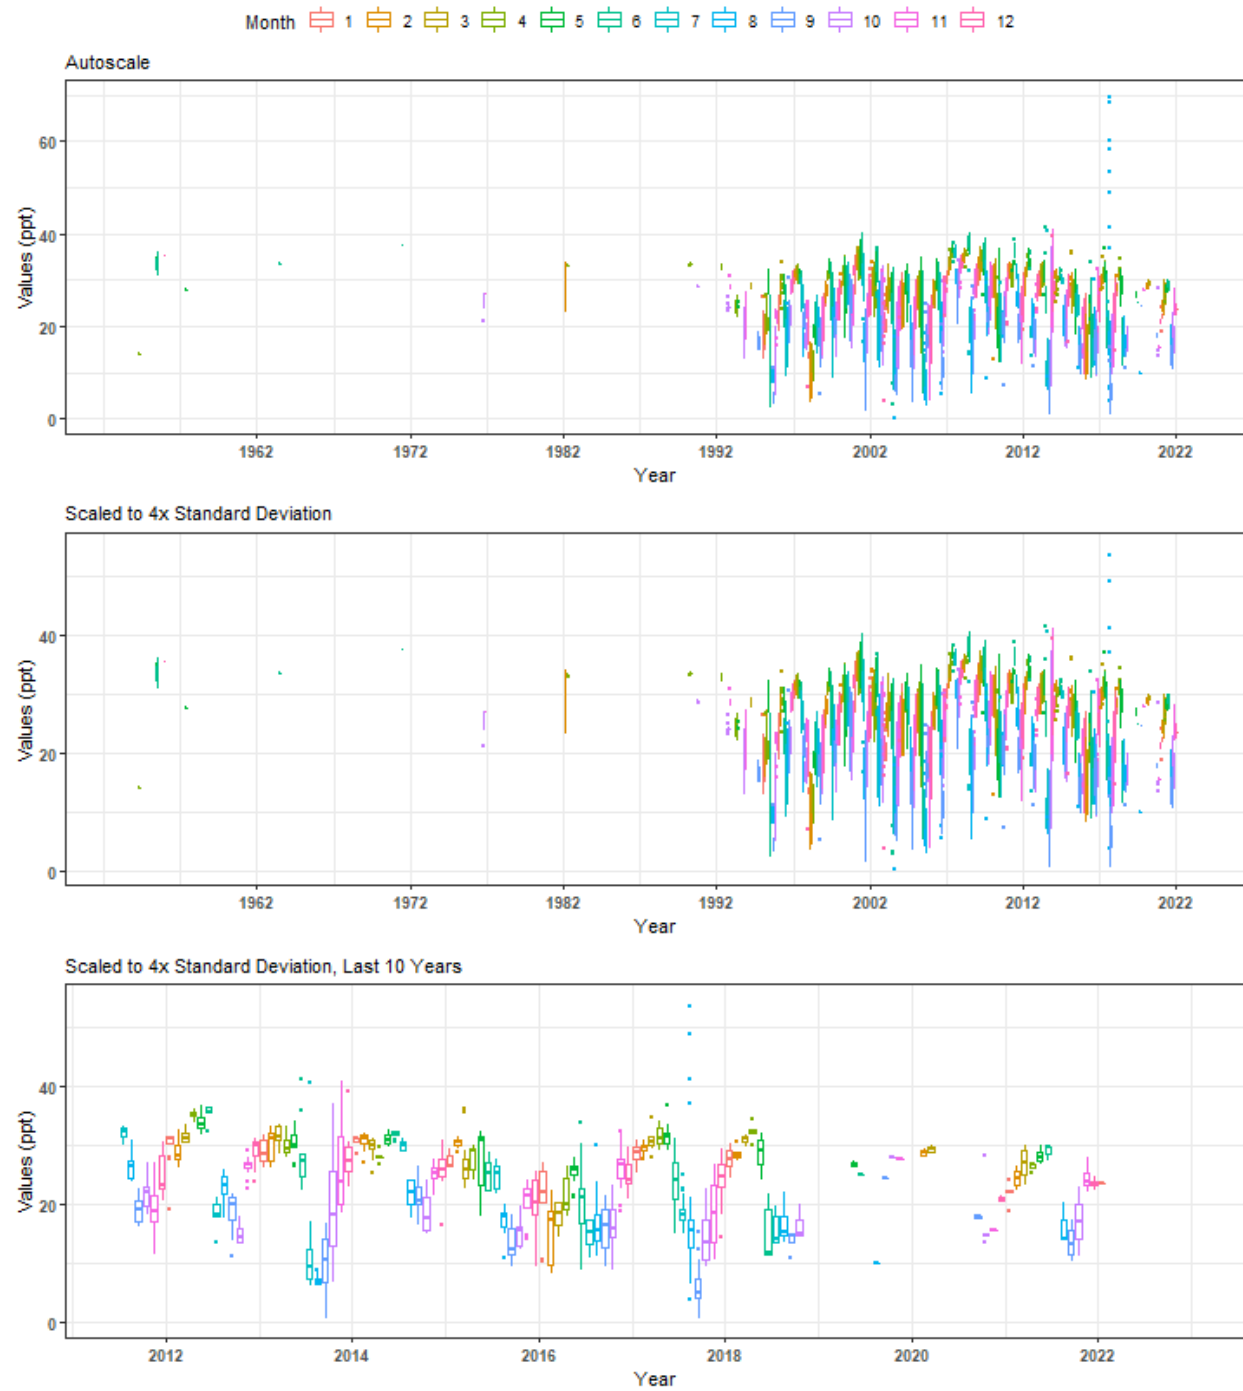 Month 1 2 3 4 5 6 7 8 9 10 11 12
Autoscale
Values (ppt)
60
40
20
0
1962 1972 1982 1992 2002 2012 2022
Year
Scaled to 4x Standard Deviation
Values (ppt)
40
20
0
1962 1972 1982 1992 2002 2012 2022
Year
Scaled to 4x Standard Deviation, Last 10 Years
Values (ppt)
40
20
0
2012 2014 2016 2018 2020 2022
Year